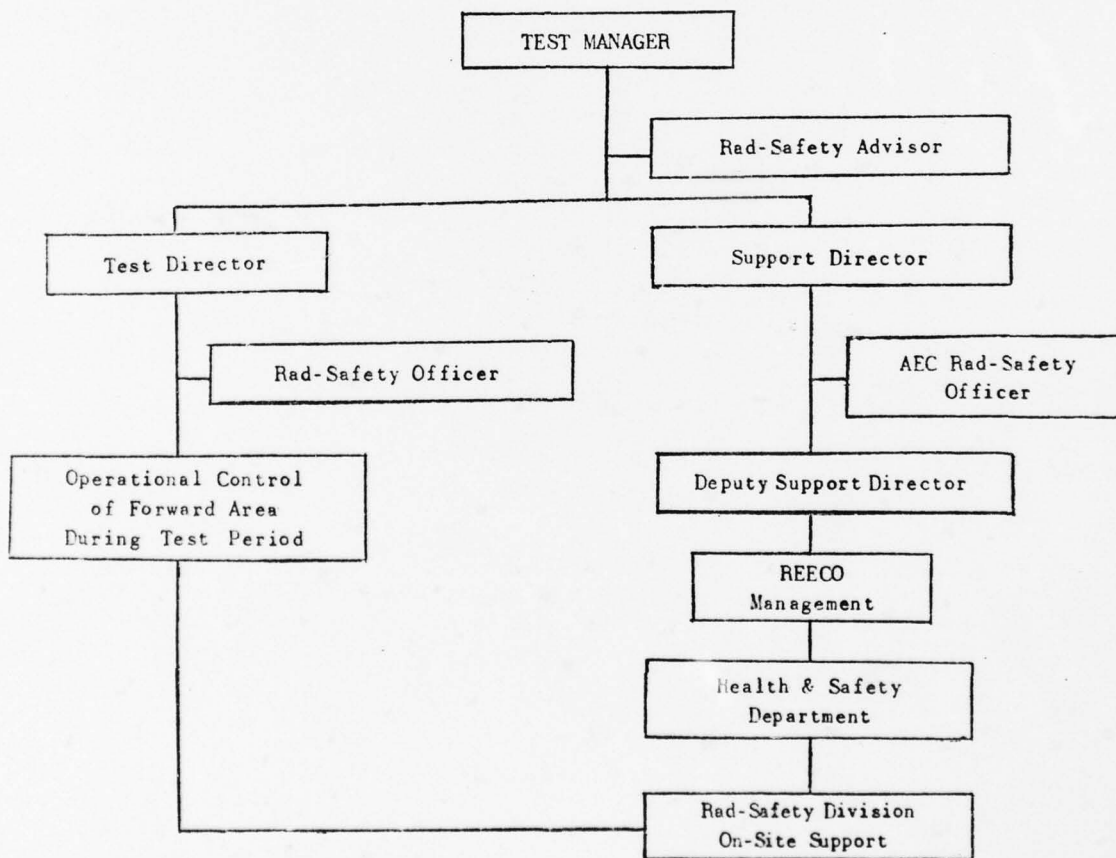 TEST MANAGER
Rad-Safety Advisor
Test Director
Support Director
Rad-Safety Officer
AEC Rad-Safety
Officer
Operational Control
of Forward Area
During Test Period
Deputy Support Director
REECO
Management
Health & Safety
Department
Rad-Safety Division
On-Site Support